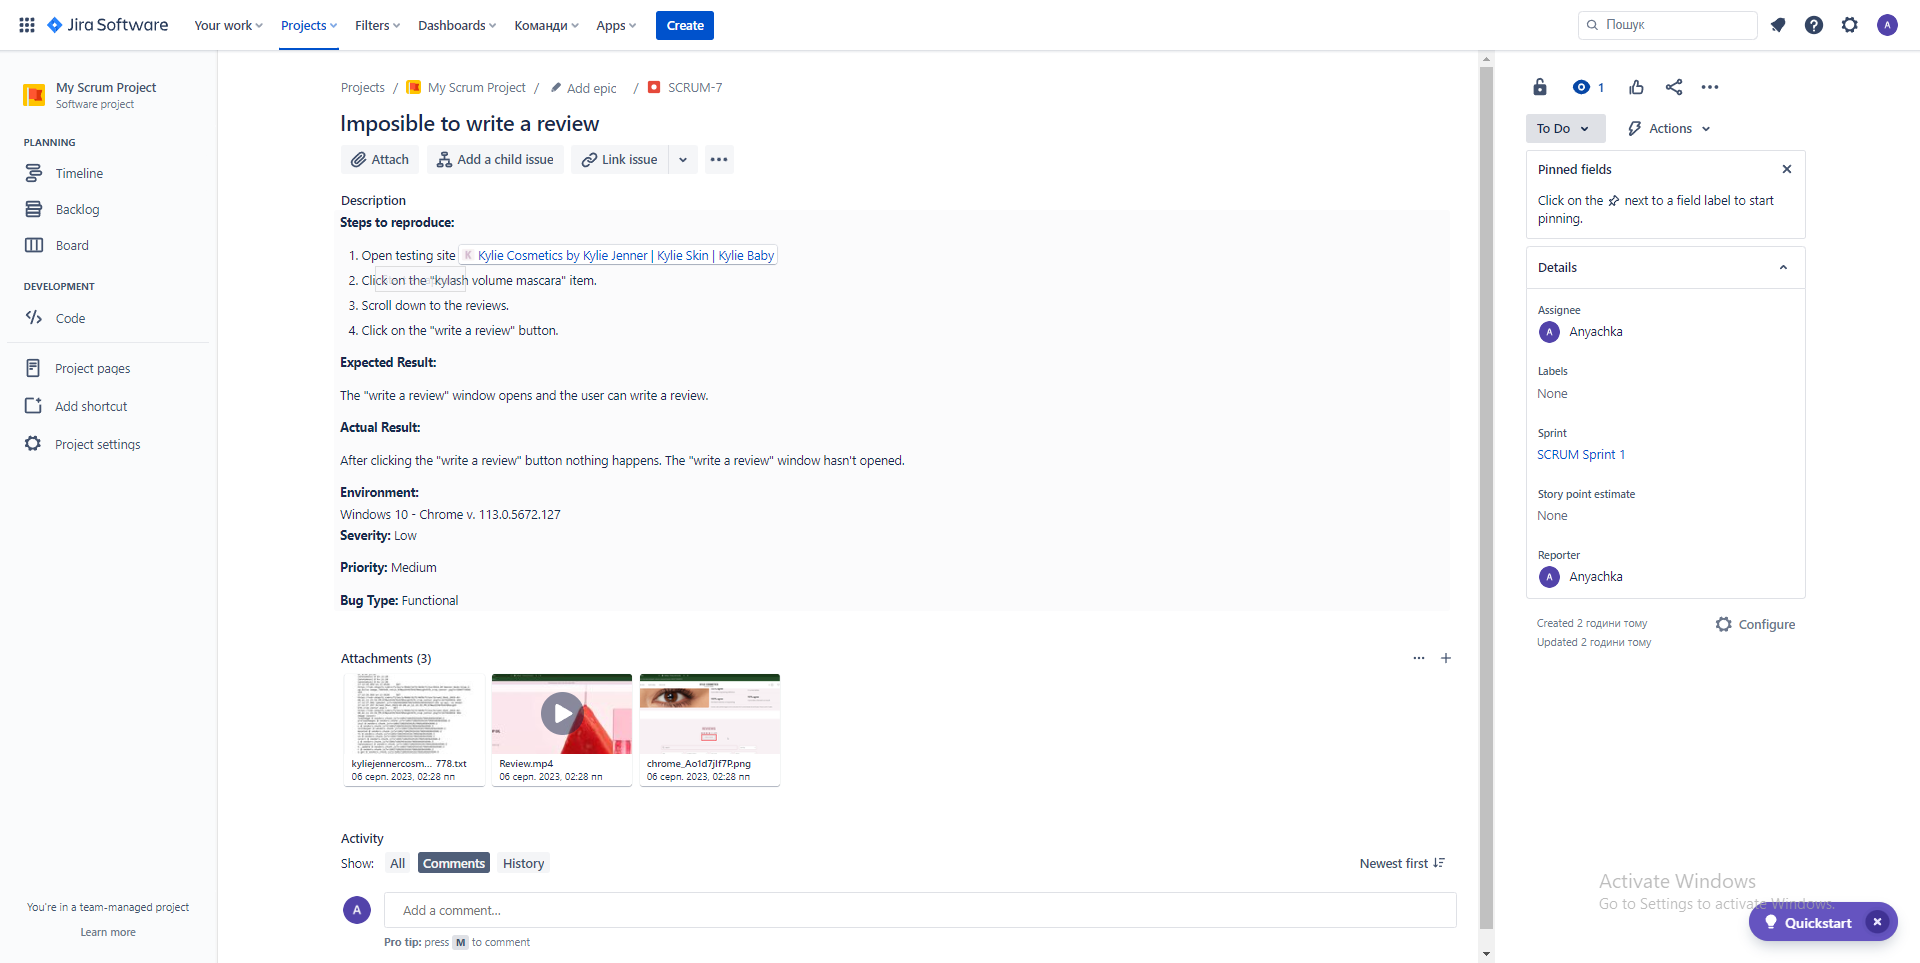 Jira Software
Your work
Projects
Filters
Dashboards
Команди
Apps
Create
Пошук
A
My Scrum Project
Software project
PLANNING
Timeline
Backlog
Board
DEVELOPMENT
Code
Project pages
Add shortcut
Project settings
You're in a team-managed project
Learn more
Projects / My Scrum Project / Add epic / SCRUM-7
Imposible to write a review
Attach
Add a child issue
Link issue
Description
Steps to reproduce:
1. Open testing site K Kylie Cosmetics by Kylie Jenner | Kylie Skin | Kylie Baby
2. Click on the "kylash volume mascara" item.
3. Scroll down to the reviews.
4. Click on the "write a review" button.
Expected Result:
The "write a review" window opens and the user can write a review.
Actual Result:
After clicking the "write a review" button nothing happens. The "write a review" window hasn't opened.
Environment:
Windows 10 - Chrome v. 113.0.5672.127
Severity: Low
Priority: Medium
Bug Type: Functional
Attachments (3)
kyliejennercosm... 778.txt
06 серп. 2023, 02:28 пп
Review.mp4
06 серп. 2023, 02:28 пп
chrome_Ao1d7jIf7P.png
06 серп. 2023, 02:28 пп
Activity
Show: All Comments History
Newest first
A
Add a comment...
Pro tip: press M to comment
1
To Do
Actions
Pinned fields
Click on the next to a field label to start
pinning.
Details
Assignee
A Anyachka
Labels
None
Sprint
SCRUM Sprint 1
Story point estimate
None
Reporter
A Anyachka
Created 2 години тому
Updated 2 години тому
Configure
Activate Windows
Go to Settings to activate Windows.
Quickstart